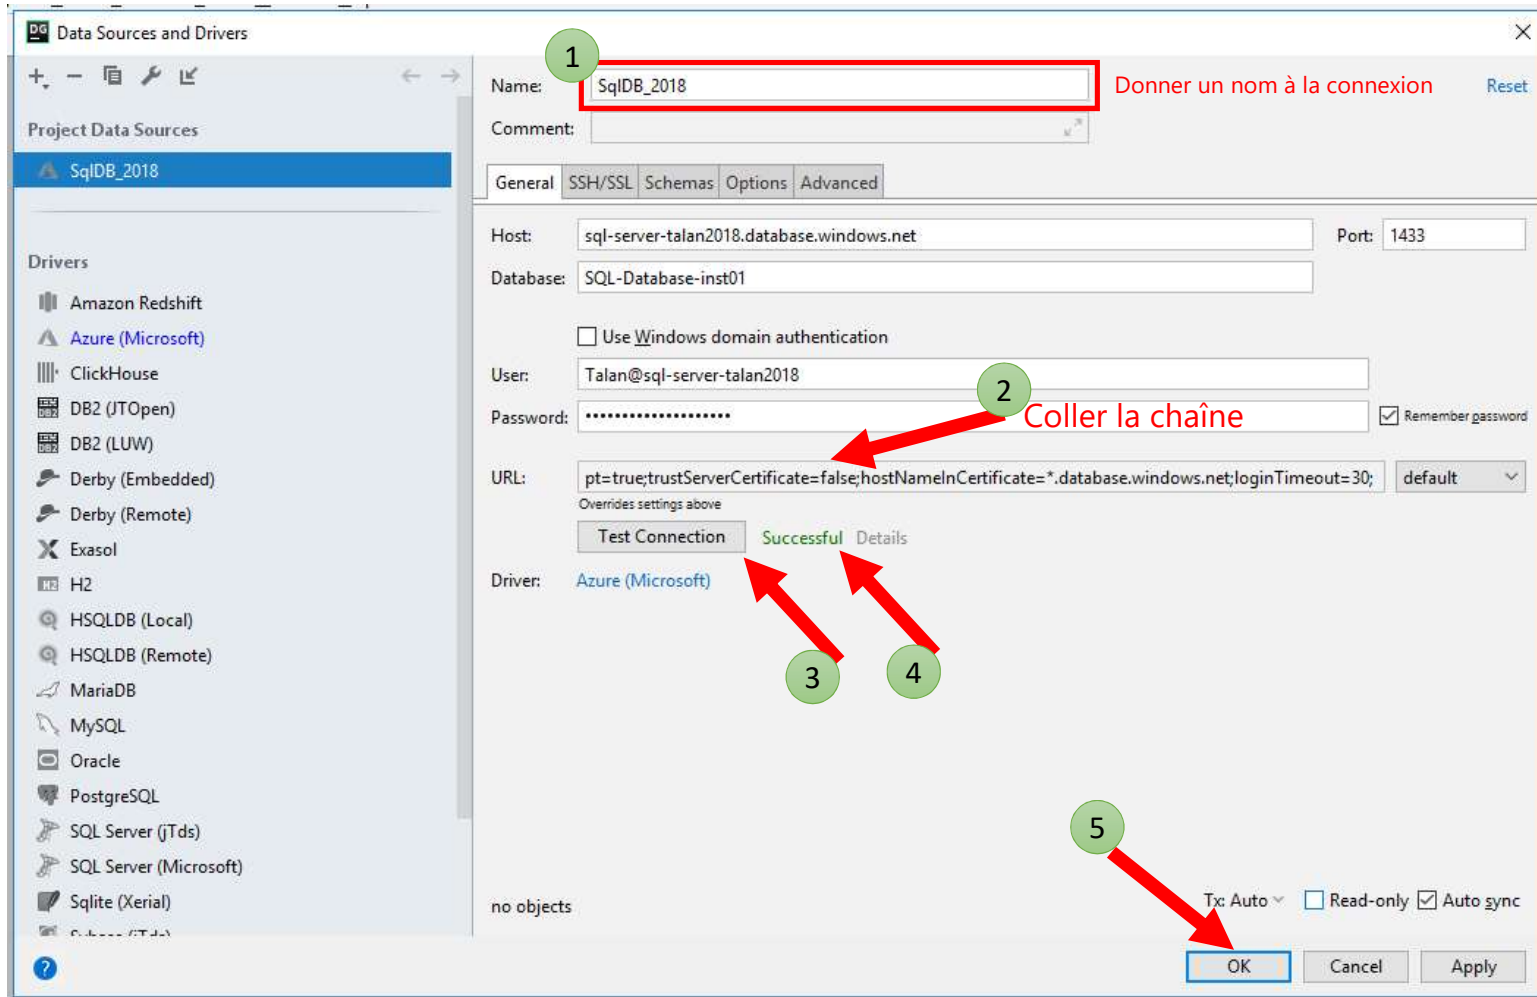 DG Data Sources and Drivers
1
Name: SqlDB_2018 Donner un nom à la connexion Reset
Comment:
Project Data Sources
SqlDB_2018
General SSH/SSL Schemas Options Advanced
Host: sql-server-talan2018.database.windows.net Port: 1433
Database: SQL-Database-inst01
Use Windows domain authentication
User: Talan@sql-server-talan2018
2
Password: •••••••••••••••••••• Coller la chaîne Remember password
URL: pt=true;trustServerCertificate=false;hostNameInCertificate=*.database.windows.net;loginTimeout=30; default
Overrides settings above
Test Connection Successful Details
Driver: Azure (Microsoft)
3
4
5
Drivers
Amazon Redshift
Azure (Microsoft)
ClickHouse
DB2 (JTOpen)
DB2 (LUW)
Derby (Embedded)
Derby (Remote)
Exasol
H2
HSQLDB (Local)
HSQLDB (Remote)
MariaDB
MySQL
Oracle
PostgreSQL
SQL Server (jTds)
SQL Server (Microsoft)
Sqlite (Xerial)
no objects Tx: Auto Read-only Auto sync
? OK Cancel Apply